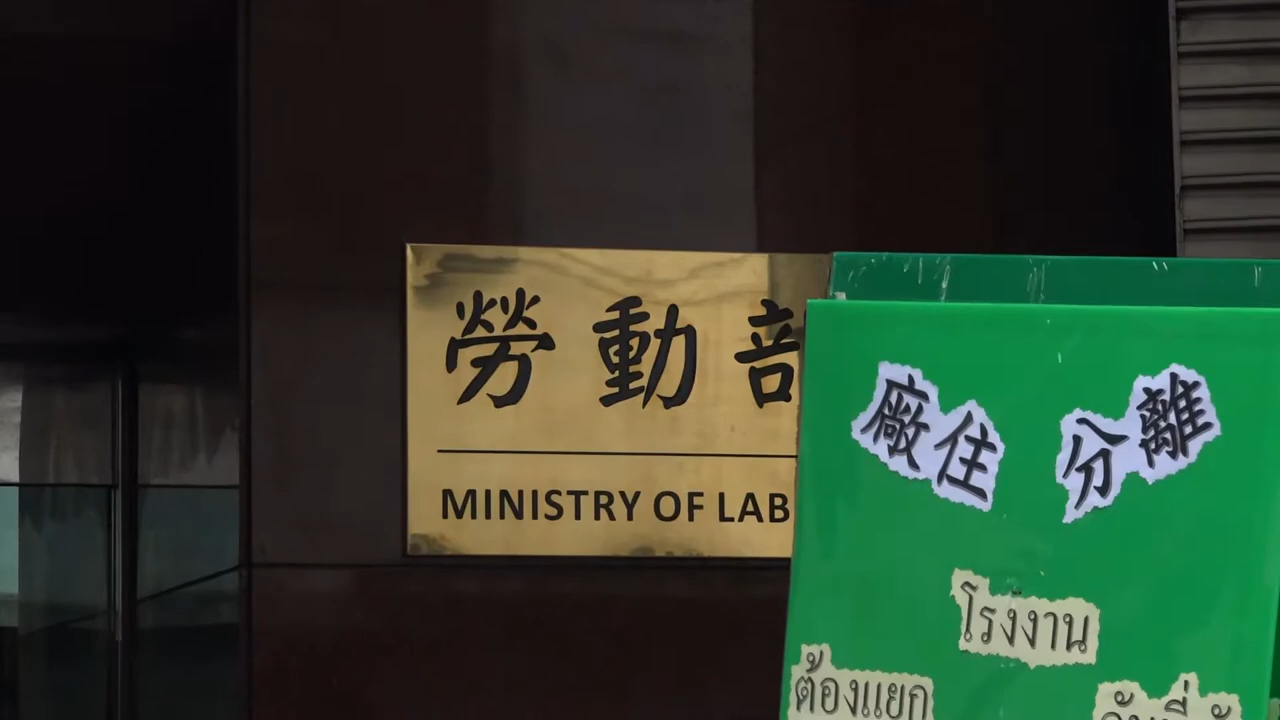 勞動部
MINISTRY OF LAB
廠住 分離
โรงงาน
ต้องแยก